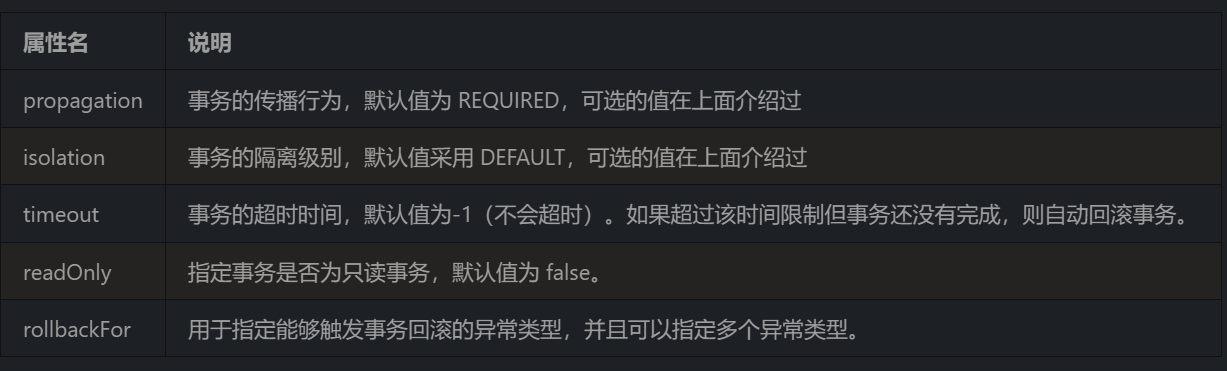 属性名 说明
propagation 事务的传播行为，默认值为 REQUIRED，可选的值在上面介绍过
isolation 事务的隔离级别，默认值采用 DEFAULT，可选的值在上面介绍过
timeout 事务的超时时间，默认值为-1（不会超时）。如果超过该时间限制但事务还没有完成，则自动回滚事务。
readOnly 指定事务是否为只读事务，默认值为 false。
rollbackFor 用于指定能够触发事务回滚的异常类型，并且可以指定多个异常类型。